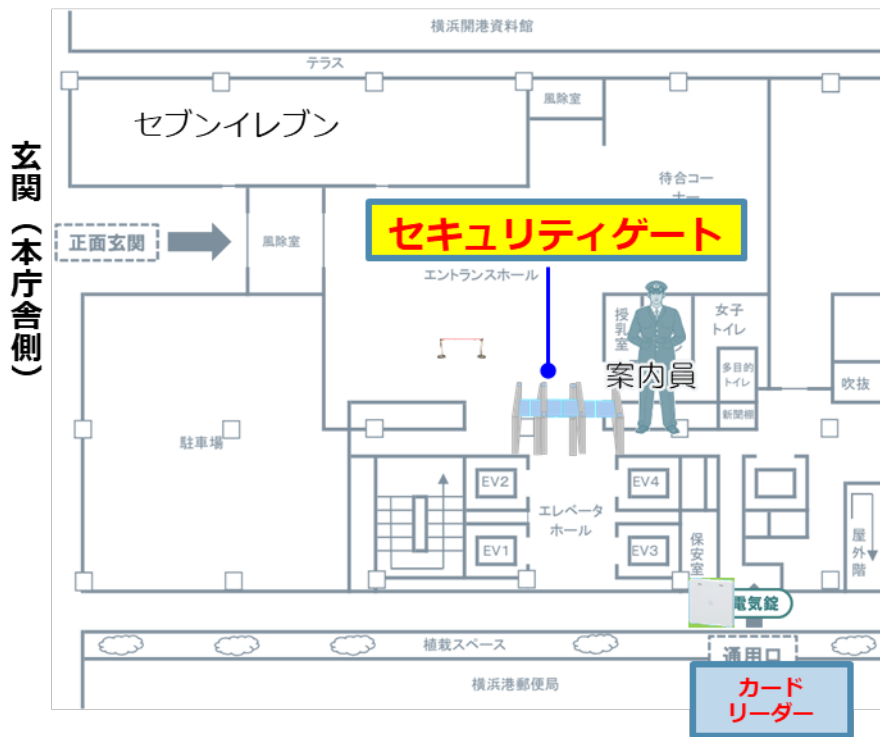 横浜開港資料館
テラス
セブンイレブン
風除室
玄関（本庁舎側）
待合コー
ナー
セキュリティゲート
正面玄関
風除室
エントランスホール
授乳室
女子
トイレ
案内員
多目的
トイレ
新聞棚
吹抜
駐車場
EV2
EV4
エレベータ
ホール
EV1
EV3
保安室
屋外階
電気錠
植栽スペース
通用口
横浜港郵便局
カード
リーダー